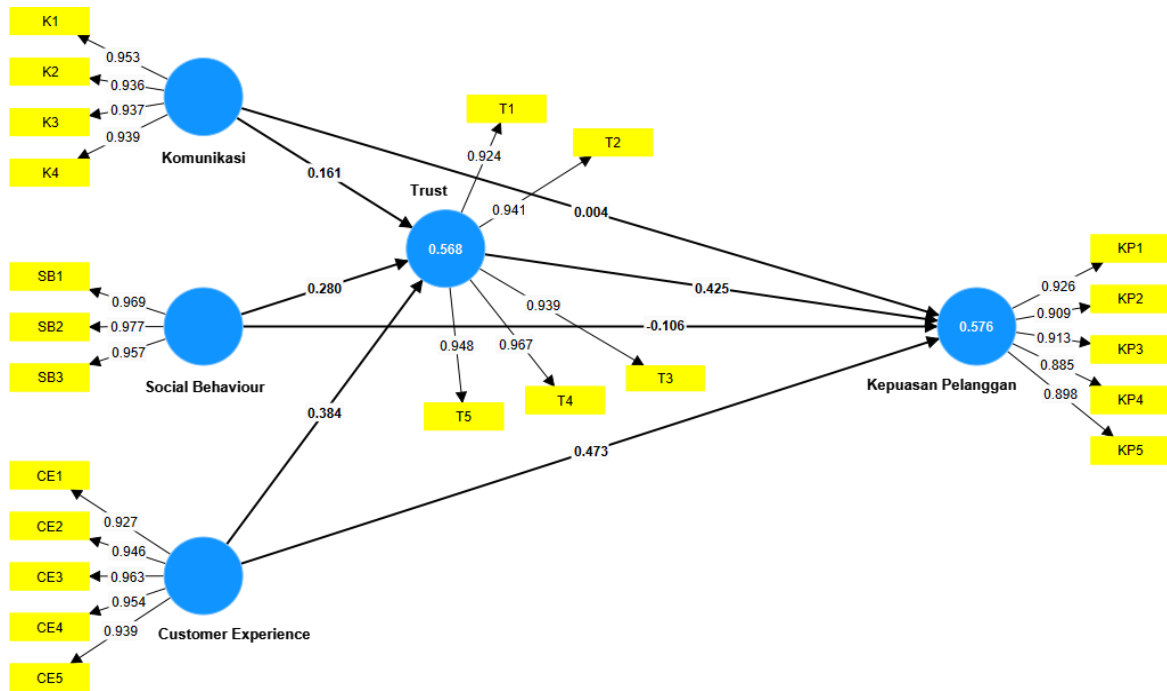 K1
0.953
K2
0.936
K3
0.937
0.939
K4
Komunikasi
0.161
T1
0.924
T2
0.941
Trust
0.568
0.004
SB1
0.969
SB2
0.977
0.957
SB3
Social Behaviour
0.280
0.425
-0.106
0.939
T3
0.967
T4
0.948
T5
KP1
0.926
KP2
0.909
0.576
0.913
KP3
0.885
KP4
0.898
KP5
Kepuasan Pelanggan
0.384
0.473
CE1
0.927
CE2
0.946
CE3
0.963
0.954
CE4
0.939
CE5
Customer Experience